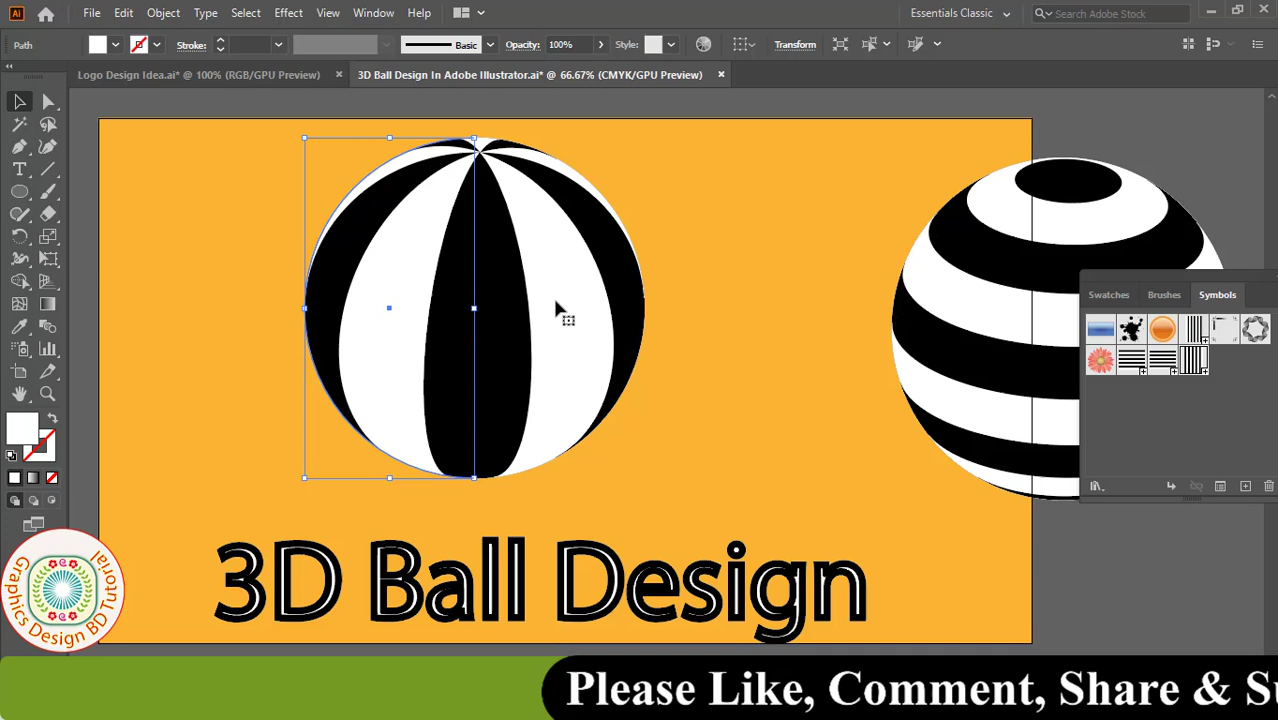 Ai File Edit Object Type Select Effect View Window Help Essentials Classic Search Adobe Stock
Path Stroke: Basic Opacity: 100% Style: Transform
Logo Design Idea.ai* @ 100% (RGB/GPU Preview) 3D Ball Design In Adobe Illustrator.ai* @ 66.67% (CMYK/GPU Preview)
Swatches Brushes Symbols
3D Ball Design
Graphics Design BD Tutorial
Please Like, Comment, Share & Su